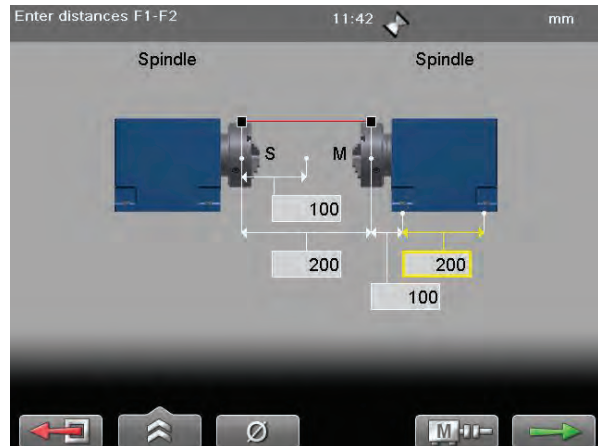 Enter distances F1-F2 11:42 mm
Spindle Spindle
S M
100
200 200
100
Ø M